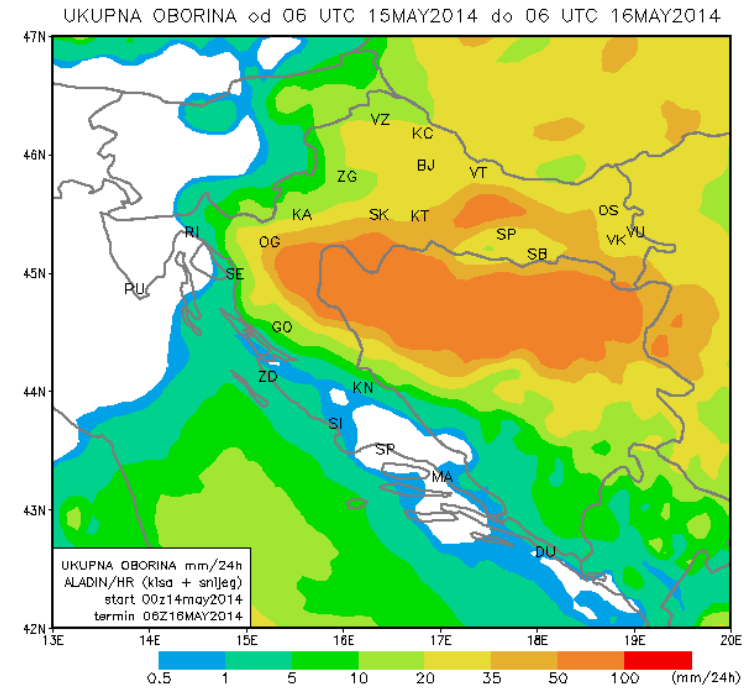 UKUPNA OBORINA od 06 UTC 15MAY2014 do 06 UTC 16MAY2014
47N
VZ
KC
46N
BJ
VT
ZG
OS
KA
SK
KT
RI
SP
VU
VK
OG
SB
45N
SE
PU
GO
44N
ZD
KN
SI
SP
MA
43N
DU
UKUPNA OBORINA mm/24h
ALADIN/HR (kisa + snijeg)
start 00z14may2014
termin 06Z16MAY2014
42N
13E 14E 15E 16E 17E 18E 19E 20E
0.5 1 5 10 20 35 50 100 (mm/24h)